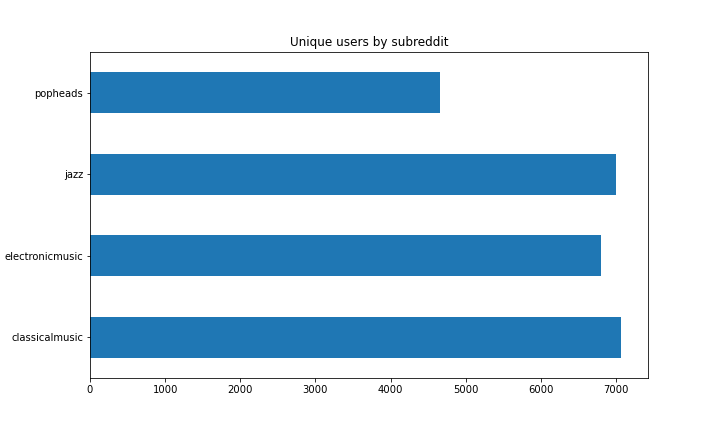 Unique users by subreddit
popheads
jazz
electronicmusic
classicalmusic
0 1000 2000 3000 4000 5000 6000 7000